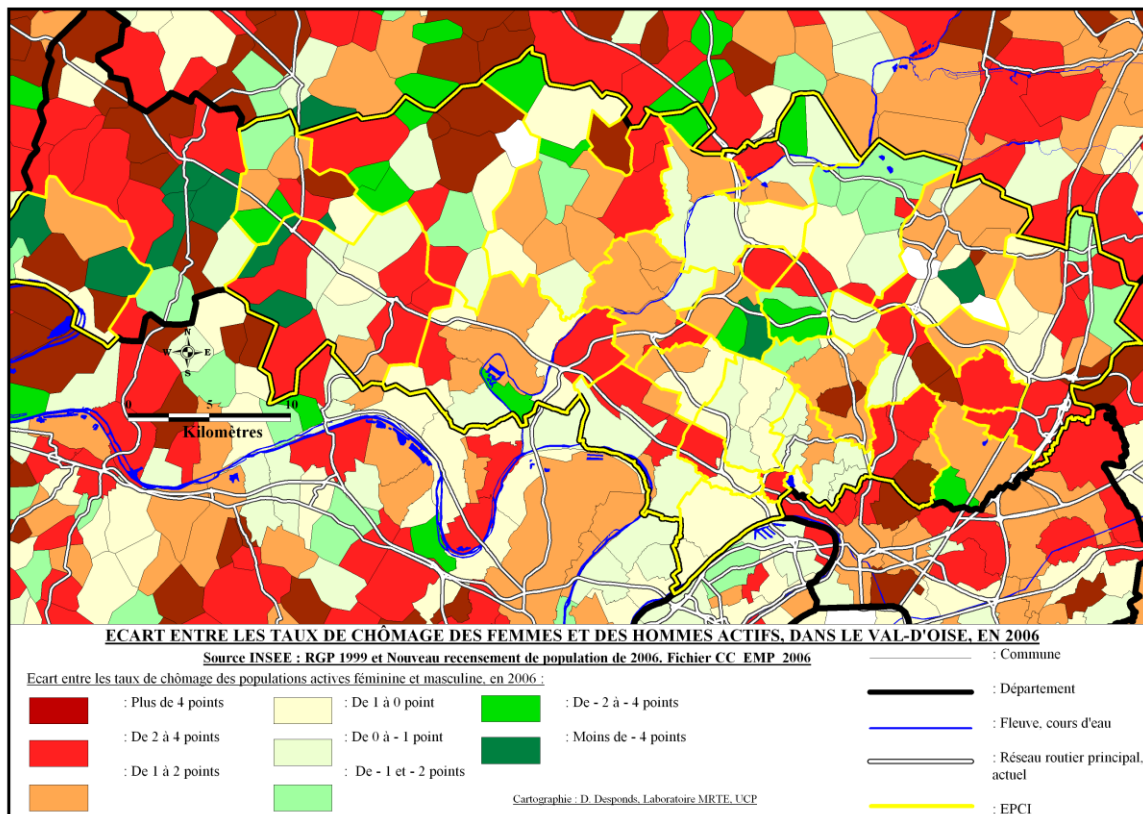 N
W E
S
0 5 10
Kilomètres
ECART ENTRE LES TAUX DE CHÔMAGE DES FEMMES ET DES HOMMES ACTIFS, DANS LE VAL-D'OISE, EN 2006
Source INSEE : RGP 1999 et Nouveau recensement de population de 2006. Fichier CC_EMP_2006
Ecart entre les taux de chômage des populations actives féminine et masculine, en 2006 :
: Plus de 4 points
: De 2 à 4 points
: De 1 à 2 points
: De 1 à 0 point
: De 0 à - 1 point
: De - 1 et - 2 points
: De - 2 à - 4 points
: Moins de - 4 points
Cartographie : D. Desponds, Laboratoire MRTE, UCP
: Commune
: Département
: Fleuve, cours d'eau
: Réseau routier principal,
actuel
: EPCI